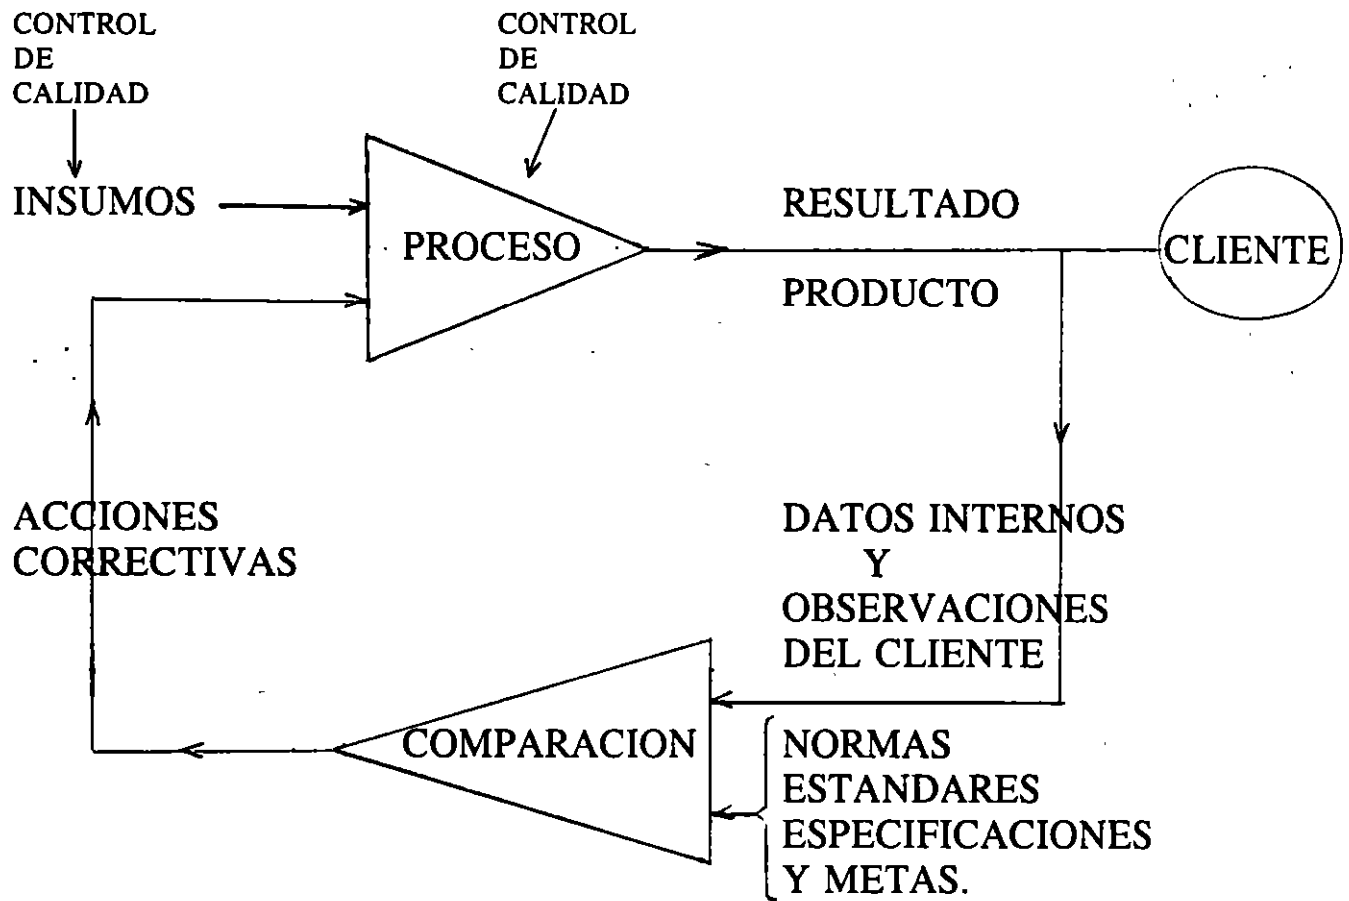 CONTROL
DE
CALIDAD
CONTROL
DE
CALIDAD
INSUMOS
PROCESO
RESULTADO
PRODUCTO
CLIENTE
ACCIONES
CORRECTIVAS
DATOS INTERNOS
Y
OBSERVACIONES
DEL CLIENTE
COMPARACION
NORMAS
ESTANDARES
ESPECIFICACIONES
Y METAS.